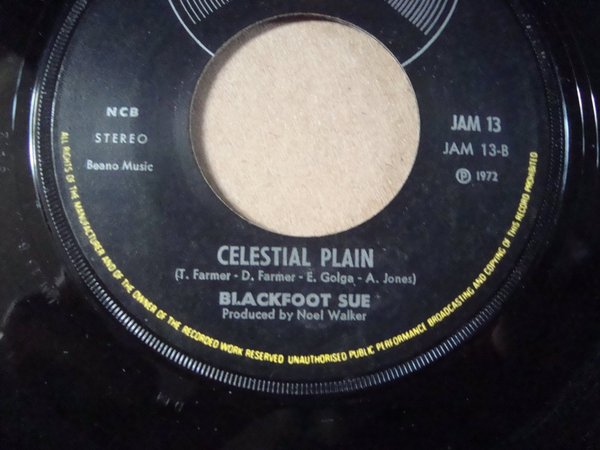 NCB
STEREO
Beano Music
JAM 13
JAM 13-B
Ⓟ 1972
CELESTIAL PLAIN
(T. Farmer - D. Farmer - E. Golga - A. Jones)
BLACKFOOT SUE
Produced by Noel Walker
ALL RIGHTS OF THE MANUFACTURER AND OF THE OWNER OF THE RECORDED WORK RESERVED UNAUTHORISED PUBLIC PERFORMANCE BROADCASTING AND COPYING OF THIS RECORD PROHIBITED